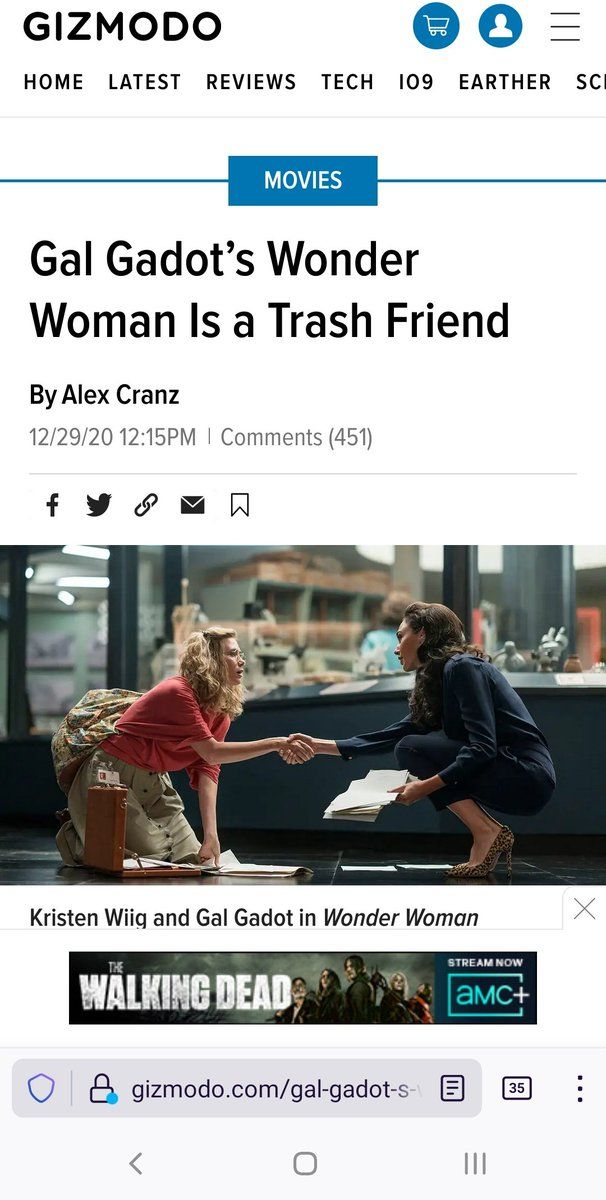 GIZMODO
HOME LATEST REVIEWS TECH IO9 EARTHER SCI
MOVIES
Gal Gadot’s Wonder
Woman Is a Trash Friend
By Alex Cranz
12/29/20 12:15PM | Comments (451)
Kristen Wiig and Gal Gadot in Wonder Woman
THE
WALKING DEAD
STREAM NOW
aMC+
gizmodo.com/gal-gadot-s-
35